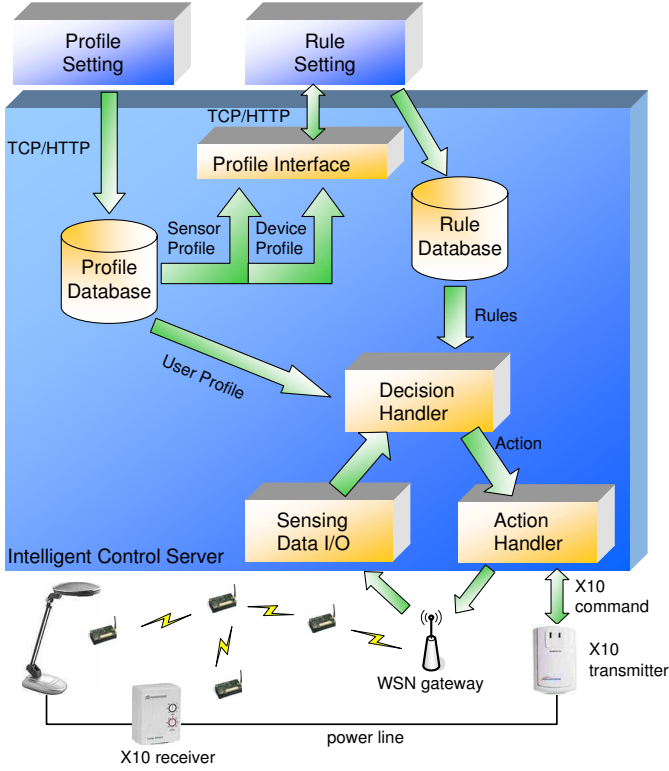 Profile
Setting
Rule
Setting
TCP/HTTP
TCP/HTTP
Profile Interface
Sensor
Profile
Device
Profile
Rule
Database
Profile
Database
Rules
User Profile
Decision
Handler
Action
Sensing
Data I/O
Action
Handler
Intelligent Control Server
X10
command
X10
transmitter
WSN gateway
power line
X10 receiver